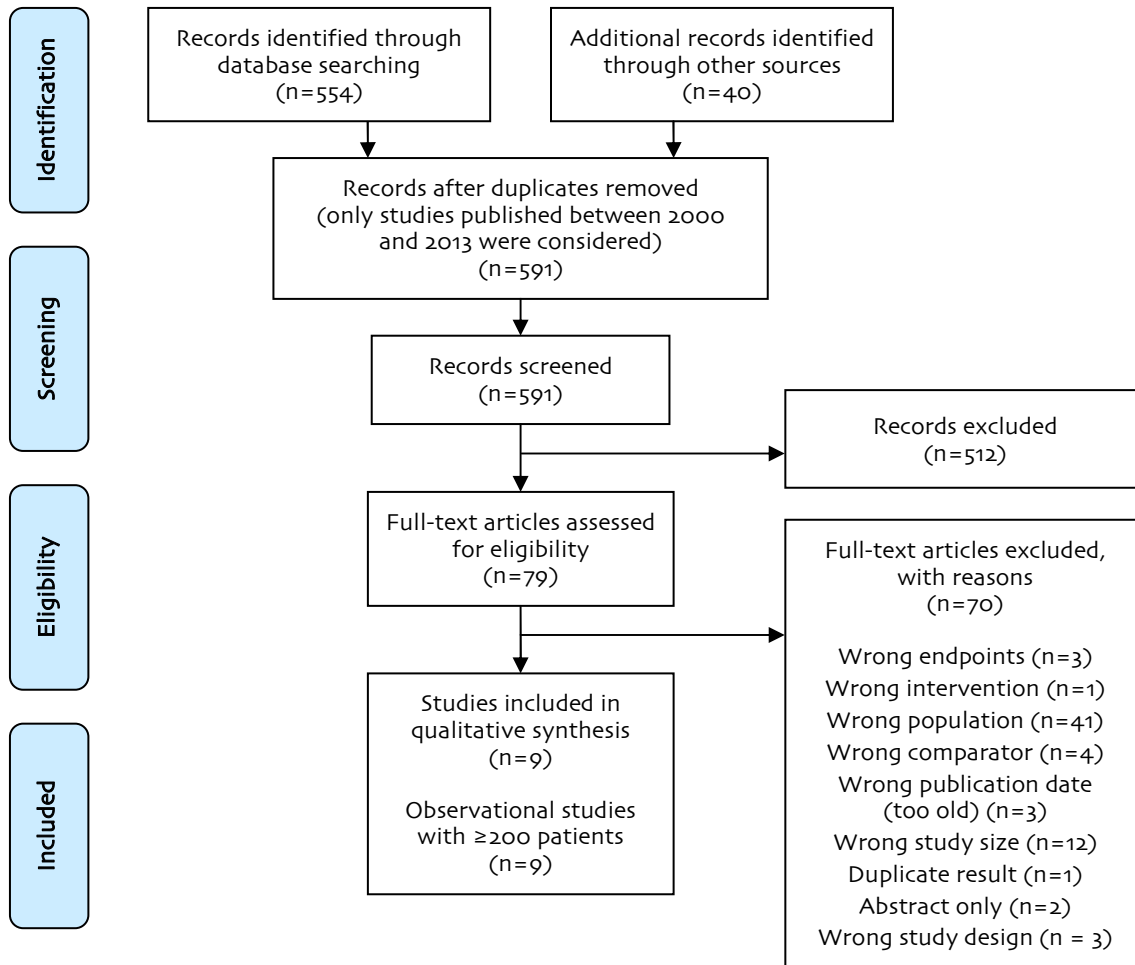 Identification
Records identified through
database searching
(n=554)
Additional records identified
through other sources
(n=40)
Records after duplicates removed
(only studies published between 2000
and 2013 were considered)
(n=591)
Screening
Records screened
(n=591)
Records excluded
(n=512)
Eligibility
Full-text articles assessed
for eligibility
(n=79)
Full-text articles excluded,
with reasons
(n=70)
Wrong endpoints (n=3)
Wrong intervention (n=1)
Wrong population (n=41)
Wrong comparator (n=4)
Wrong publication date
(too old) (n=3)
Wrong study size (n=12)
Duplicate result (n=1)
Abstract only (n=2)
Wrong study design (n = 3)
Included
Studies included in
qualitative synthesis
(n=9)
Observational studies
with ≥200 patients
(n=9)